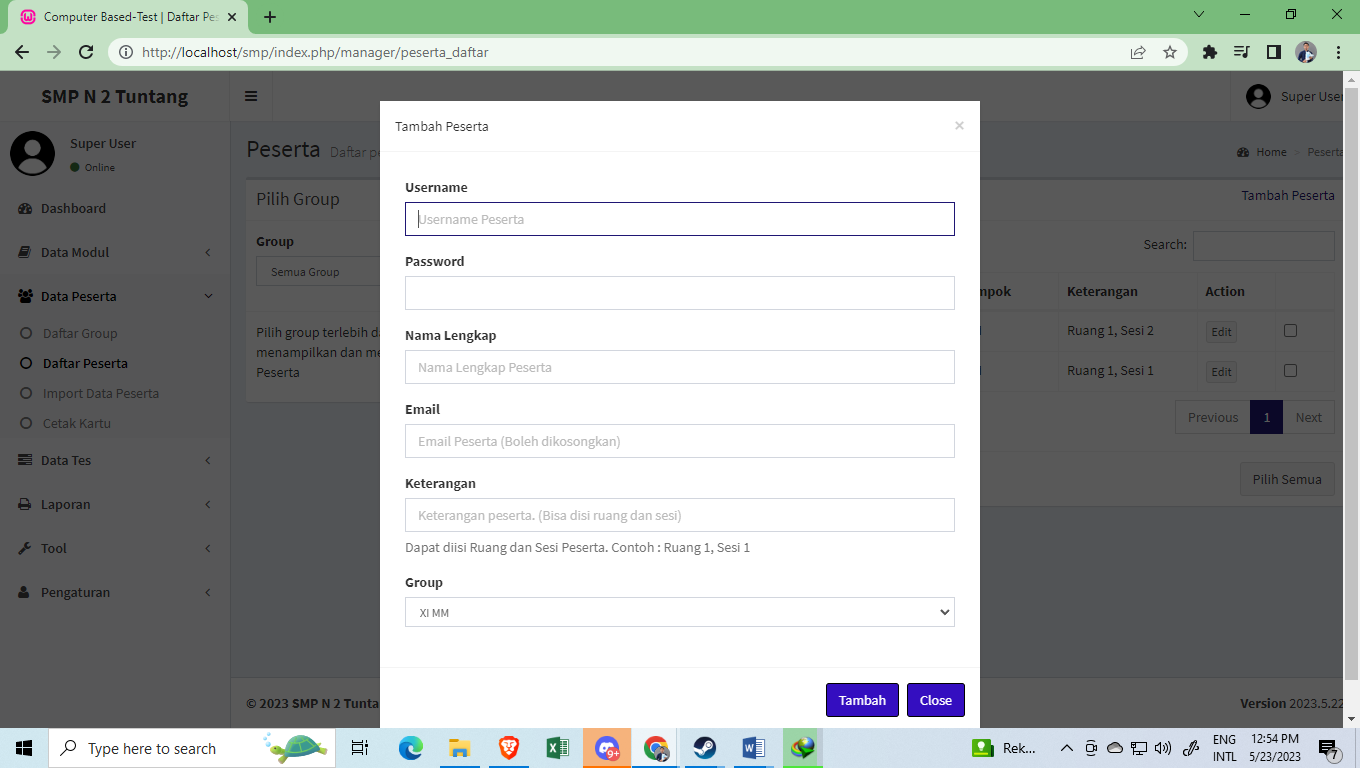 Computer Based-Test | Daftar Pes
http://localhost/smp/index.php/manager/peserta_daftar
SMP N 2 Tuntang
Super User
Super User
Online
Dashboard
Data Modul
Data Peserta
Daftar Group
Daftar Peserta
Import Data Peserta
Cetak Kartu
Data Tes
Laporan
Tool
Pengaturan
Peserta
Home > Peserta
Pilih Group
Tambah Peserta
Group
Semua Group
Pilih group terlebih
menampilkan dan
Peserta
Search:
Keterangan Action
Ruang 1, Sesi 2 Edit
Ruang 1, Sesi 1 Edit
Previous 1 Next
Pilih Semua
Tambah Peserta ×
Username
Username Peserta
Password
Nama Lengkap
Nama Lengkap Peserta
Email
Email Peserta (Boleh dikosongkan)
Keterangan
Keterangan peserta. (Bisa disi ruang dan sesi)
Dapat diisi Ruang dan Sesi Peserta. Contoh : Ruang 1, Sesi 1
Group
XI MM
Tambah Close
© 2023 SMP N 2 Tunta
Version 2023.5.22
Type here to search
9+
Rek...
ENG
INTL
12:54 PM
5/23/2023
7